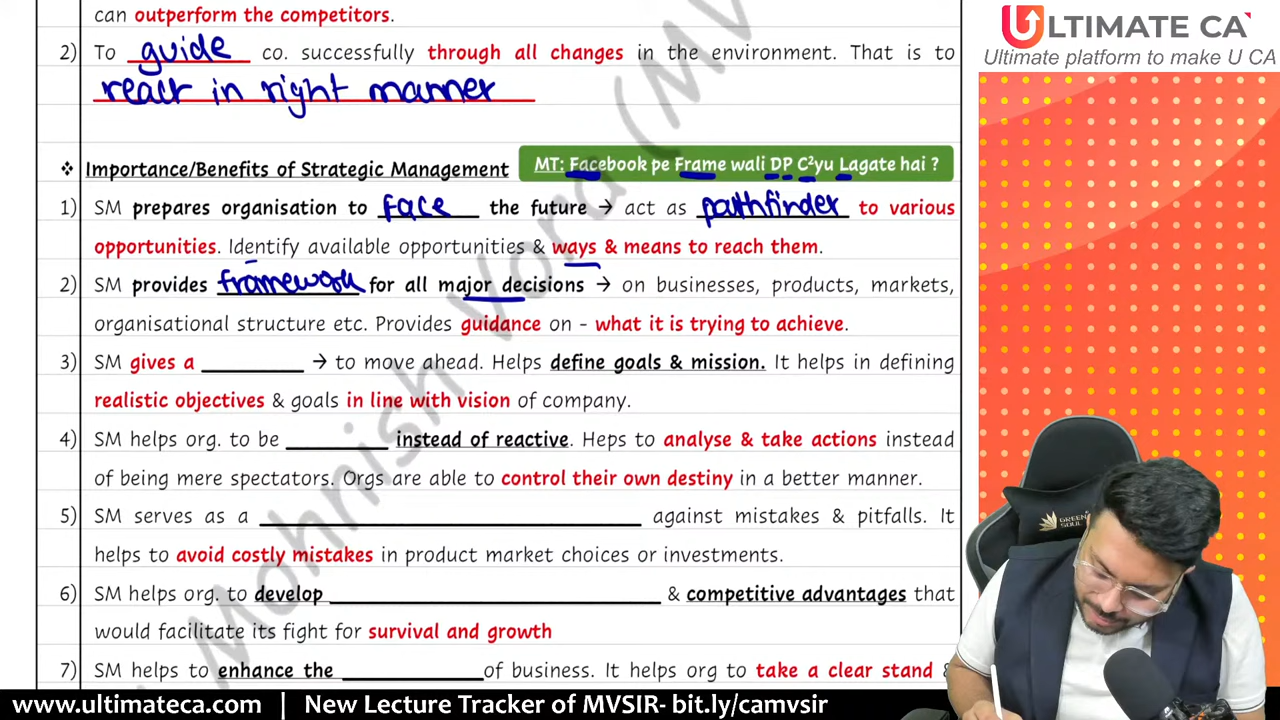 can outperform the competitors.
ULTIMATE CA
Ultimate platform to make U CA
2) To guide co. successfully through all changes in the environment. That is to
react in right manner
❖ Importance/Benefits of Strategic Management
MT: Facebook pe Frame wali DP C²yu Lagate hai ?
1) SM prepares organisation to face the future → act as pathfinder to various
opportunities. Identify available opportunities & ways & means to reach them.
2) SM provides framework for all major decisions → on businesses, products, markets,
organisational structure etc. Provides guidance on - what it is trying to achieve.
3) SM gives a __________ → to move ahead. Helps define goals & mission. It helps in defining
realistic objectives & goals in line with vision of company.
4) SM helps org. to be __________ instead of reactive. Heps to analyse & take actions instead
of being mere spectators. Orgs are able to control their own destiny in a better manner.
5) SM serves as a __________ against mistakes & pitfalls. It
helps to avoid costly mistakes in product market choices or investments.
6) SM helps org. to develop __________ & competitive advantages that
would facilitate its fight for survival and growth
7) SM helps to enhance the __________ of business. It helps org to take a clear stand &
Mohnish Vora (MV
GREEN SOUL
www.ultimateca.com | New Lecture Tracker of MVSIR- bit.ly/camvsir